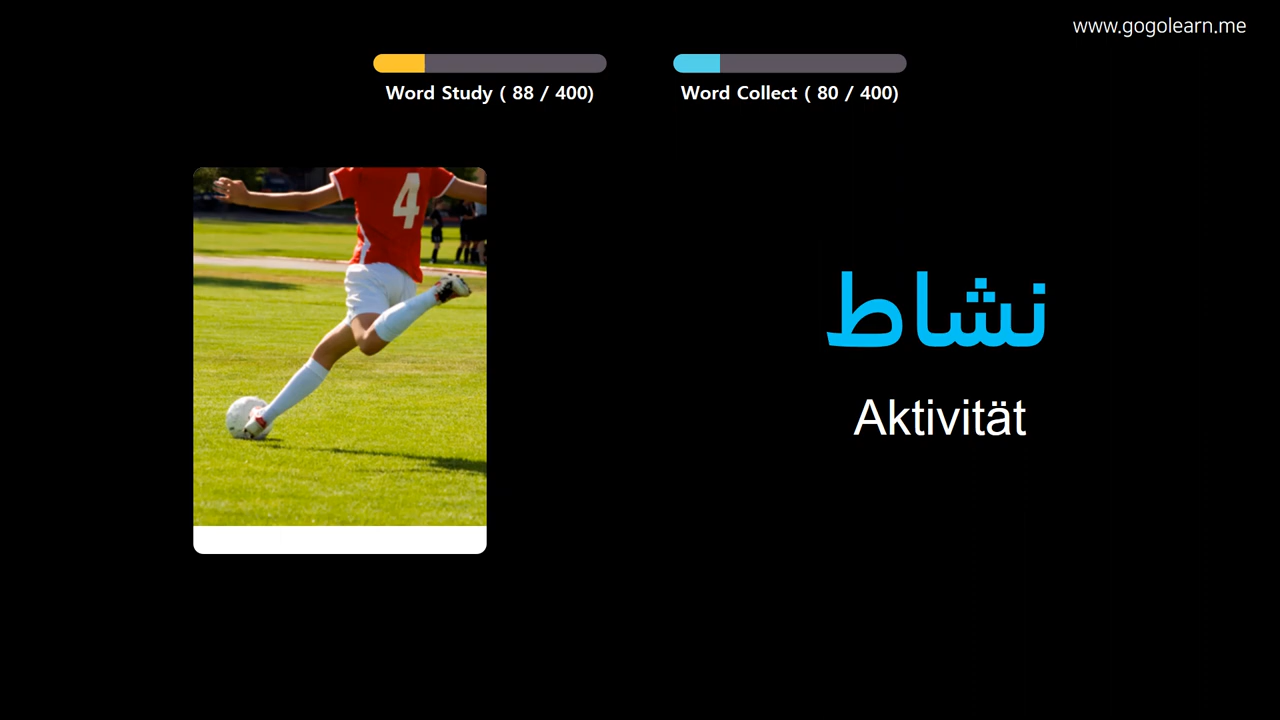 www.gogolearn.me
Word Study ( 88 / 400)
Word Collect ( 80 / 400)
4
نشاط
Aktivität